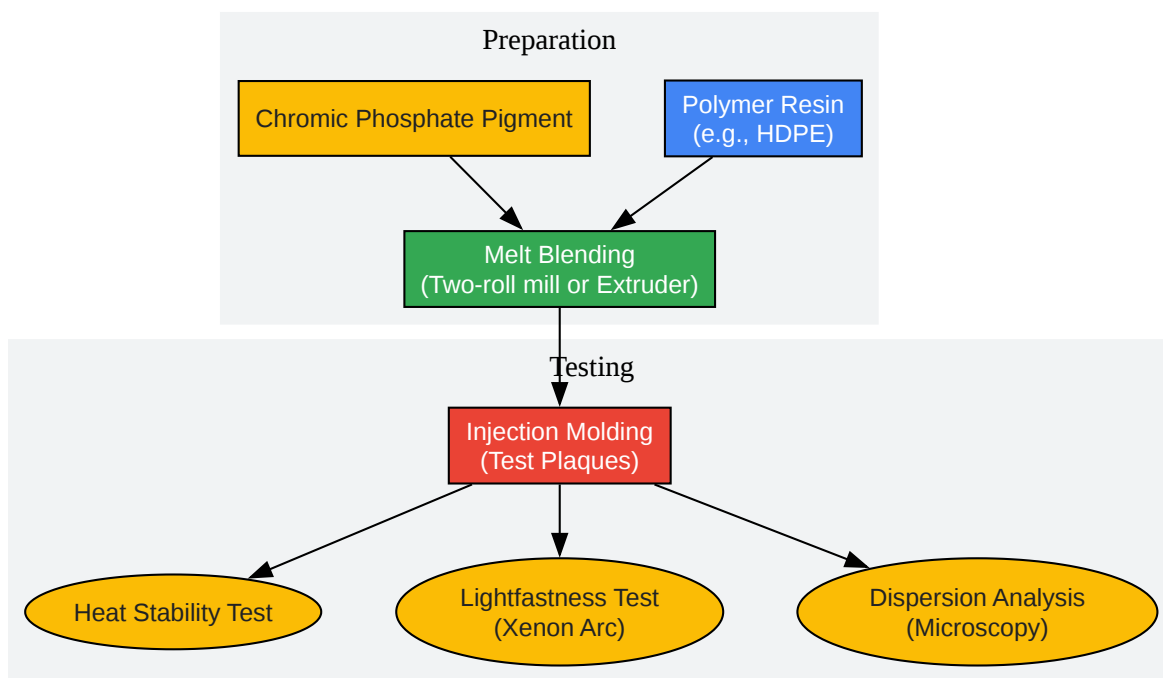 Preparation
Chromic Phosphate Pigment
Polymer Resin
(e.g., HDPE)
Melt Blending
(Two-roll mill or Extruder)
Testing
Injection Molding
(Test Plaques)
Heat Stability Test
Lightfastness Test
(Xenon Arc)
Dispersion Analysis
(Microscopy)